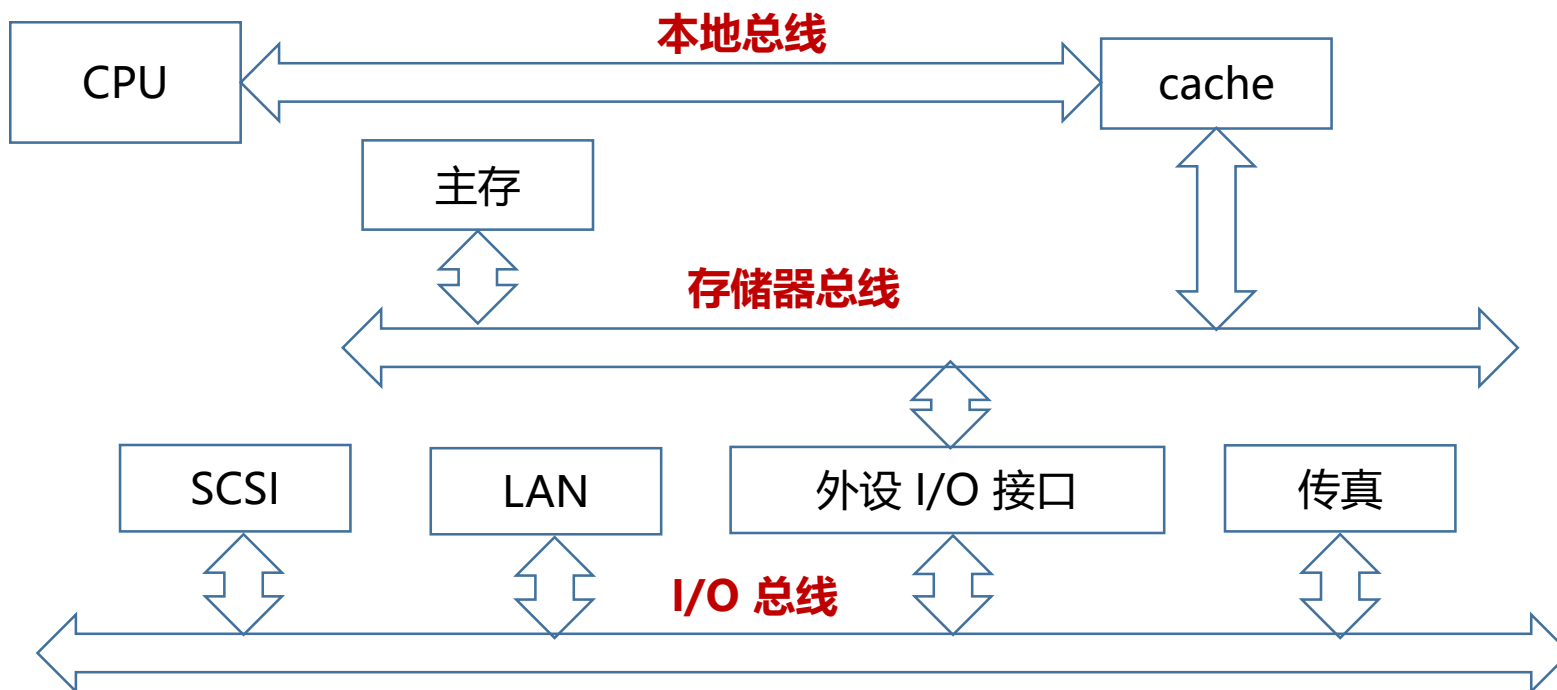 本地总线
CPU
cache
主存
存储器总线
SCSI
LAN
外设 I/O 接口
传真
I/O 总线